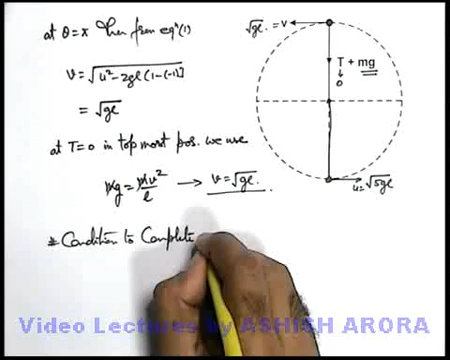 at θ = π then from eqⁿ(1)
v = √u² - 2gl (1-(-1))
= √gl
at T=0 in top most pos. we use
mg = mv²/l → v = √gl.
* Condition to Complete
√gl = v
T + mg
↓
0
u = √5gl
Video Lectures by ASHISH ARORA